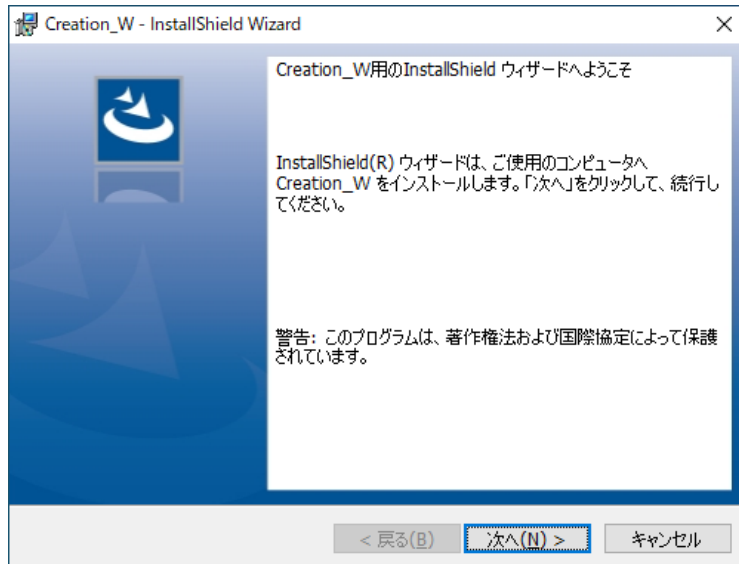 Creation_W - InstallShield Wizard
Creation_W用のInstallShield ウィザードへようこそ
InstallShield(R) ウィザードは、ご使用のコンピュータへ
Creation_W をインストールします。「次へ」をクリックして、続行し
てください。
警告: このプログラムは、著作権法および国際協定によって保護
されています。
< 戻る(B) 次へ(N) > キャンセル